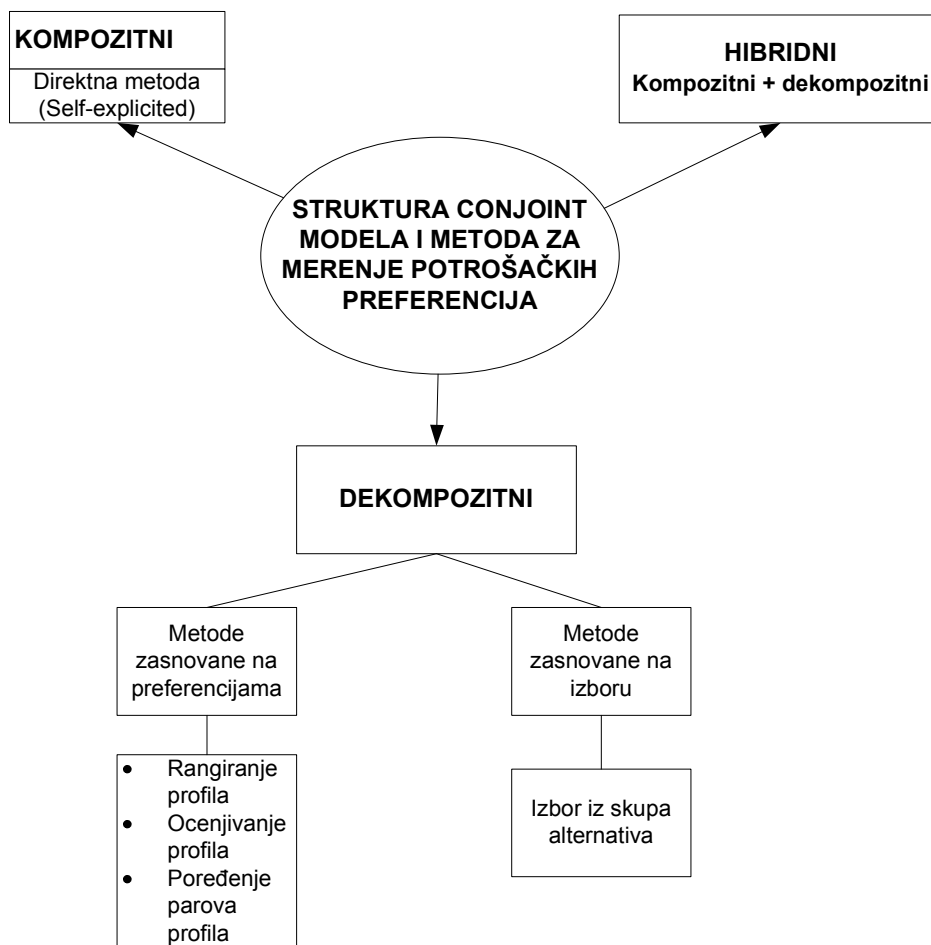 KOMPOZITNI
Direktna metoda
(Self-explicited)
HIBRIDNI
Kompozitni + dekompozitni
STRUKTURA CONJOINT
MODELA I METODA ZA
MERENJE POTROŠAČKIH
PREFERENCIJA
DEKOMPOZITNI
Metode
zasnovane na
preferencijama
Metode
zasnovane na
izboru
• Rangiranje
profila
• Ocenjivanje
profila
• Poređenje
parova
profila
Izbor iz skupa
alternativa